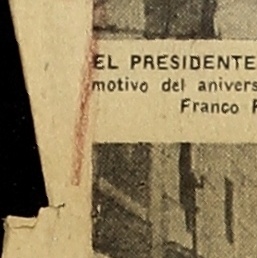 EL PRESIDENTE
motivo del anivers
Franco